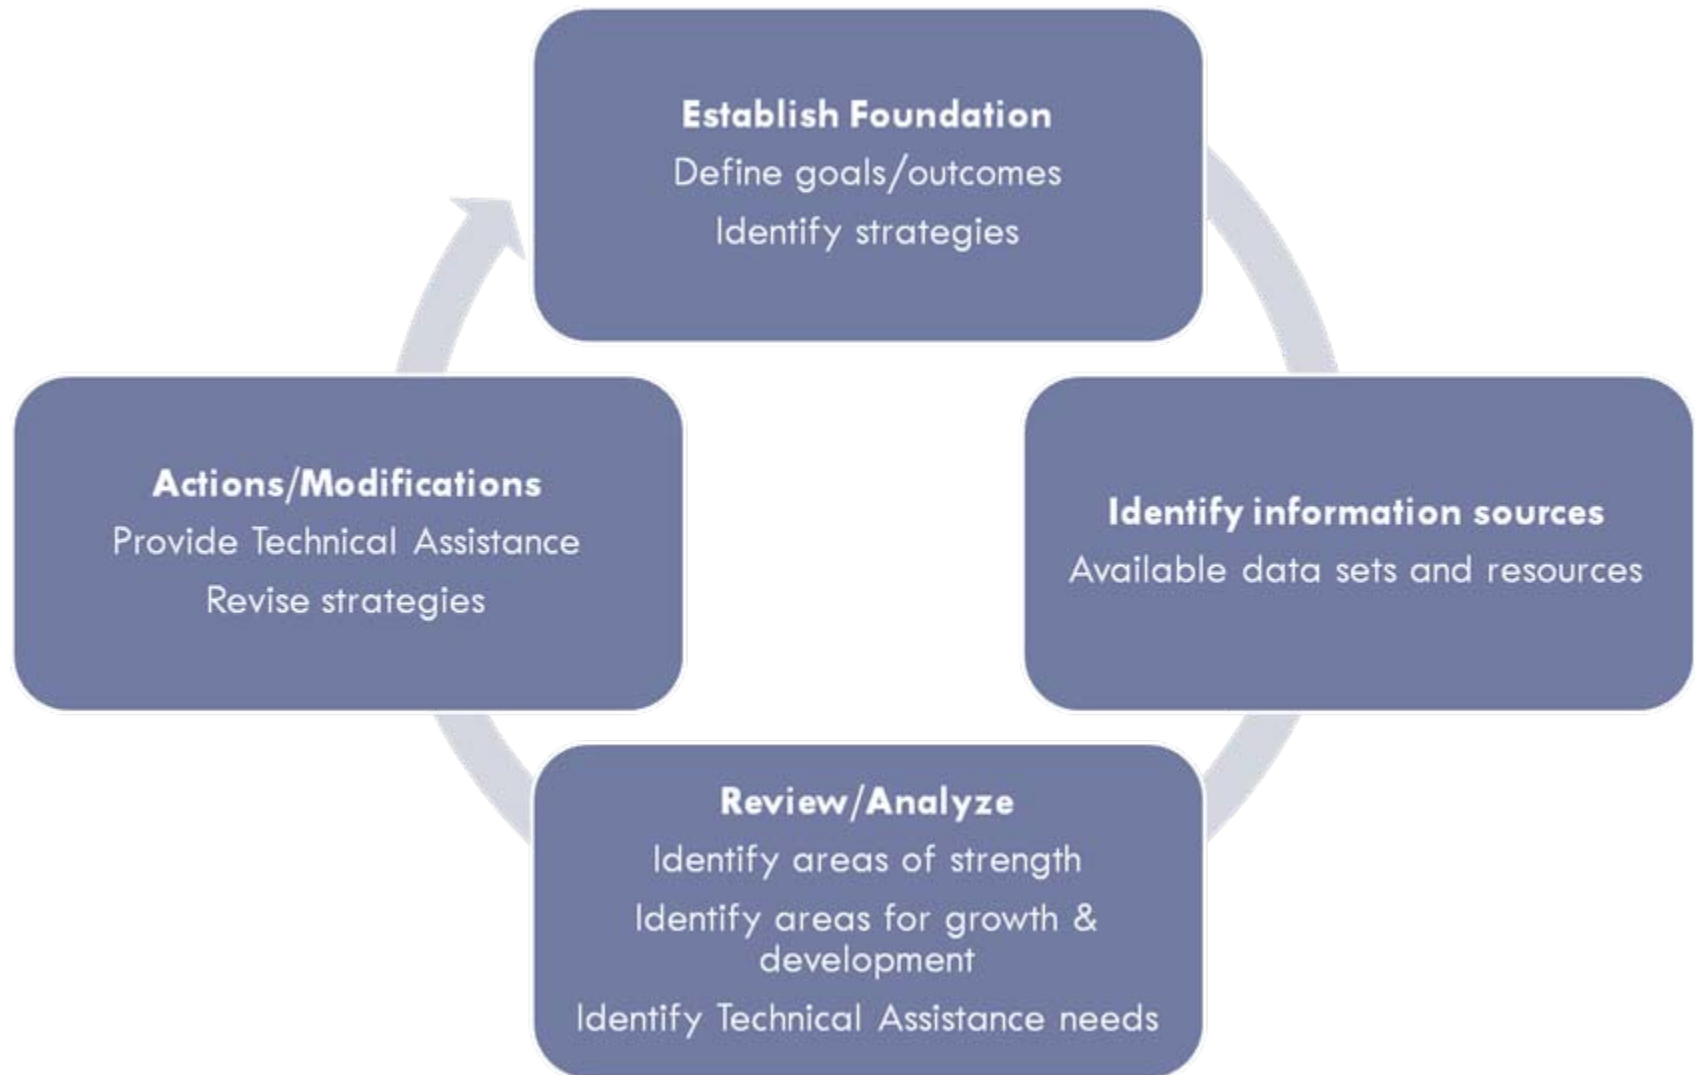 Establish Foundation
Define goals/outcomes
Identify strategies
Identify information sources
Available data sets and resources
Review/Analyze
Identify areas of strength
Identify areas for growth &
development
Identify Technical Assistance needs
Actions/Modifications
Provide Technical Assistance
Revise strategies